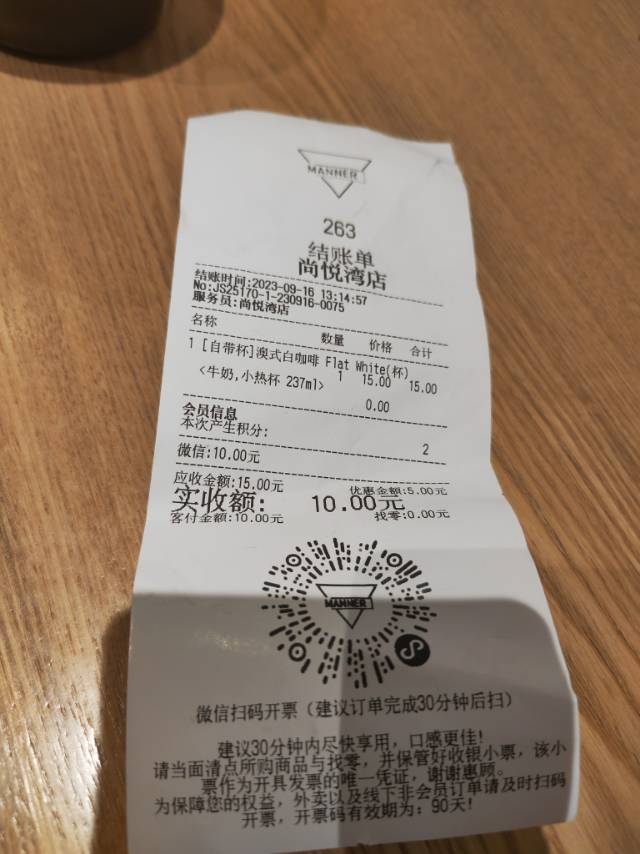 MANNER
263
结账单
尚悦湾店
结账时间:2023-09-16 13:14:57
No:JS25170-1-230916-0075
服务员:尚悦湾店
名称 数量 价格 合计
1 [自带杯]澳式白咖啡 Flat White(杯)
<牛奶,小热杯 237ml> 1 15.00 15.00
0.00
会员信息
本次产生积分: 2
微信:10.00元
应收金额:15.00元 优惠金额:5.00元
实收额: 10.00元
客付金额:10.00元 找零:0.00元
MANNER
微信扫码开票（建议订单完成30分钟后扫）
建议30分钟内尽快享用，口感更佳!
请当面清点所购商品与找零，并保管好收银小票，该小
票作为开具发票的唯一凭证，谢谢惠顾。
为保障您的权益，外卖以及线下非会员订单请及时扫码
开票，开票码有效期为：90天!